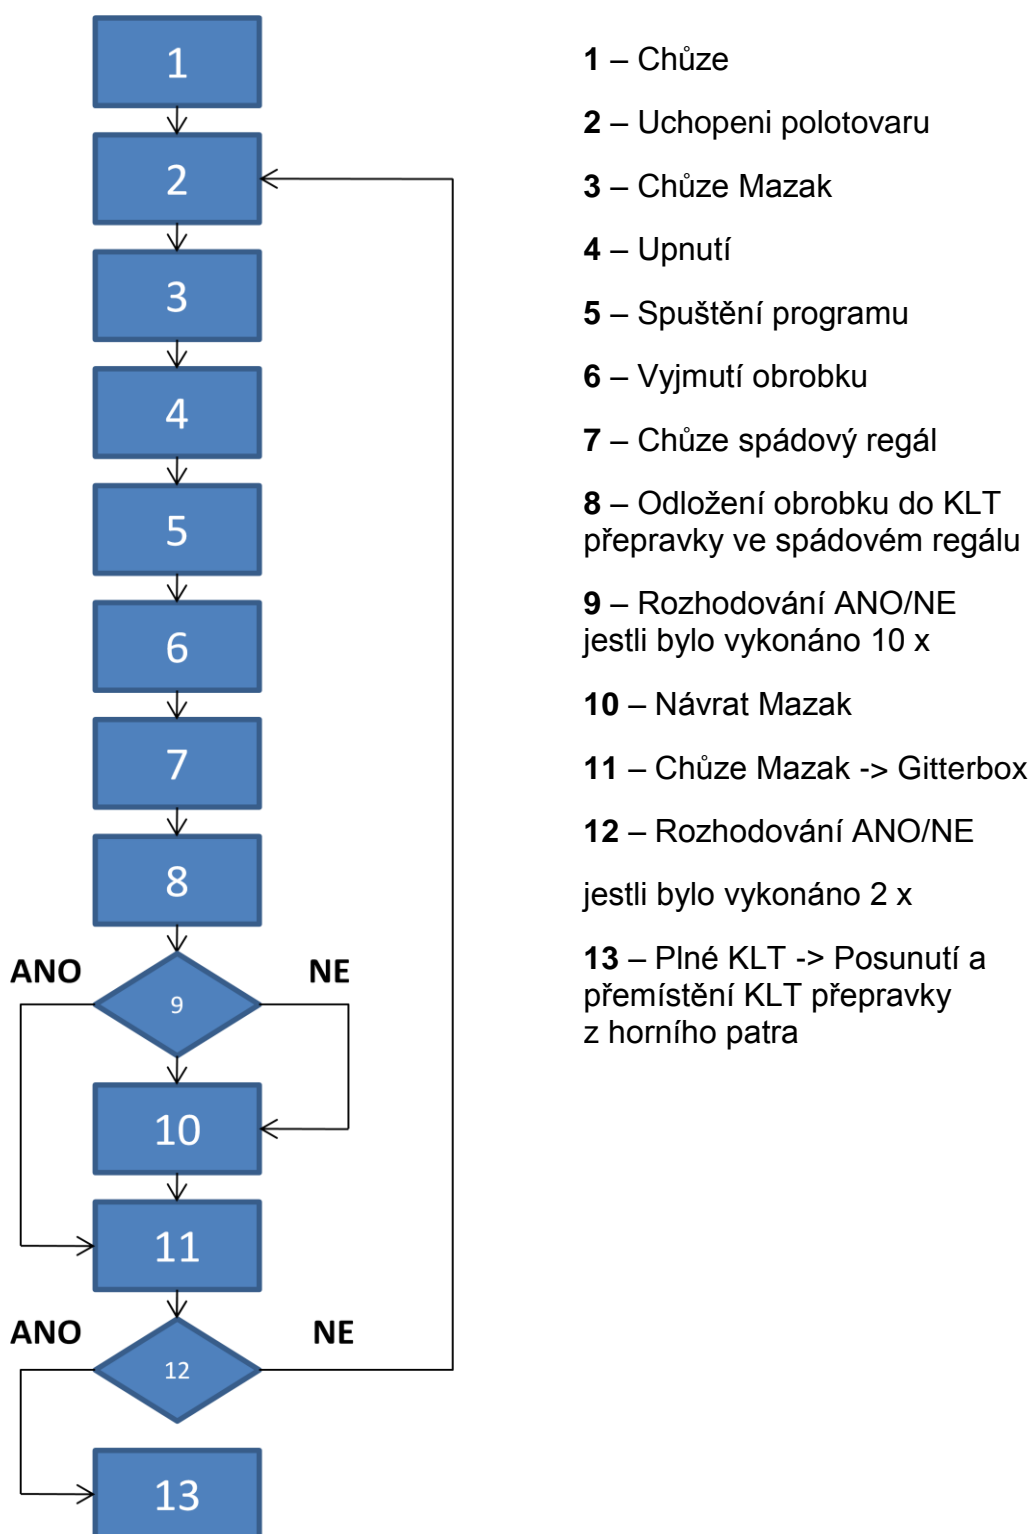 1
2
3
4
5
6
7
8
ANO
NE
9
10
11
ANO
NE
12
13
1 – Chůze
2 – Uchopeni polotovaru
3 – Chůze Mazak
4 – Upnutí
5 – Spuštění programu
6 – Vyjmutí obrobku
7 – Chůze spádový regál
8 – Odložení obrobku do KLT
přepravky ve spádovém regálu
9 – Rozhodování ANO/NE
jestli bylo vykonáno 10 x
10 – Návrat Mazak
11 – Chůze Mazak -> Gitterbox
12 – Rozhodování ANO/NE
jestli bylo vykonáno 2 x
13 – Plné KLT -> Posunutí a
přemístění KLT přepravky
z horního patra